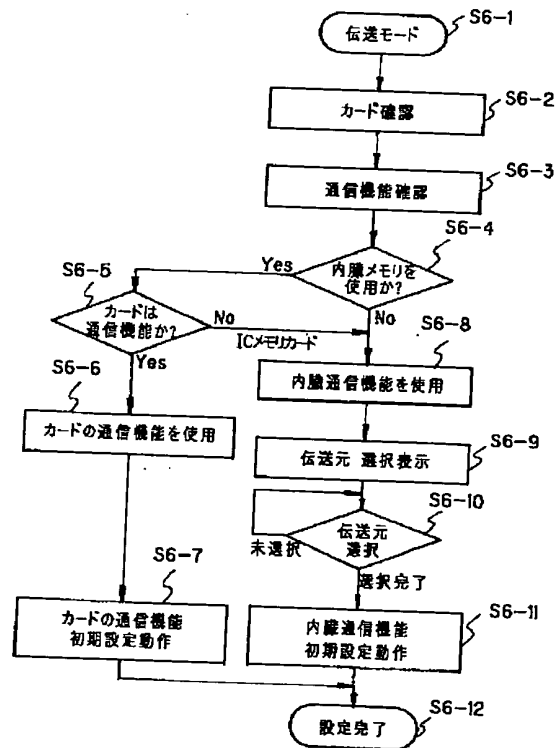 伝送モード
S6-1
カード確認
S6-2
通信機能確認
S6-3
S6-4
内臓メモリを
使用か?
Yes
No
S6-5
カードは
通信機能か?
No
ICメモリカード
Yes
S6-8
内臓通信機能を使用
S6-6
カードの通信機能を使用
S6-9
伝送元 選択表示
S6-10
伝送元
選択
未選択
選択完了
S6-7
カードの通信機能
初期設定動作
S6-11
内臓通信機能
初期設定動作
S6-12
設定完了